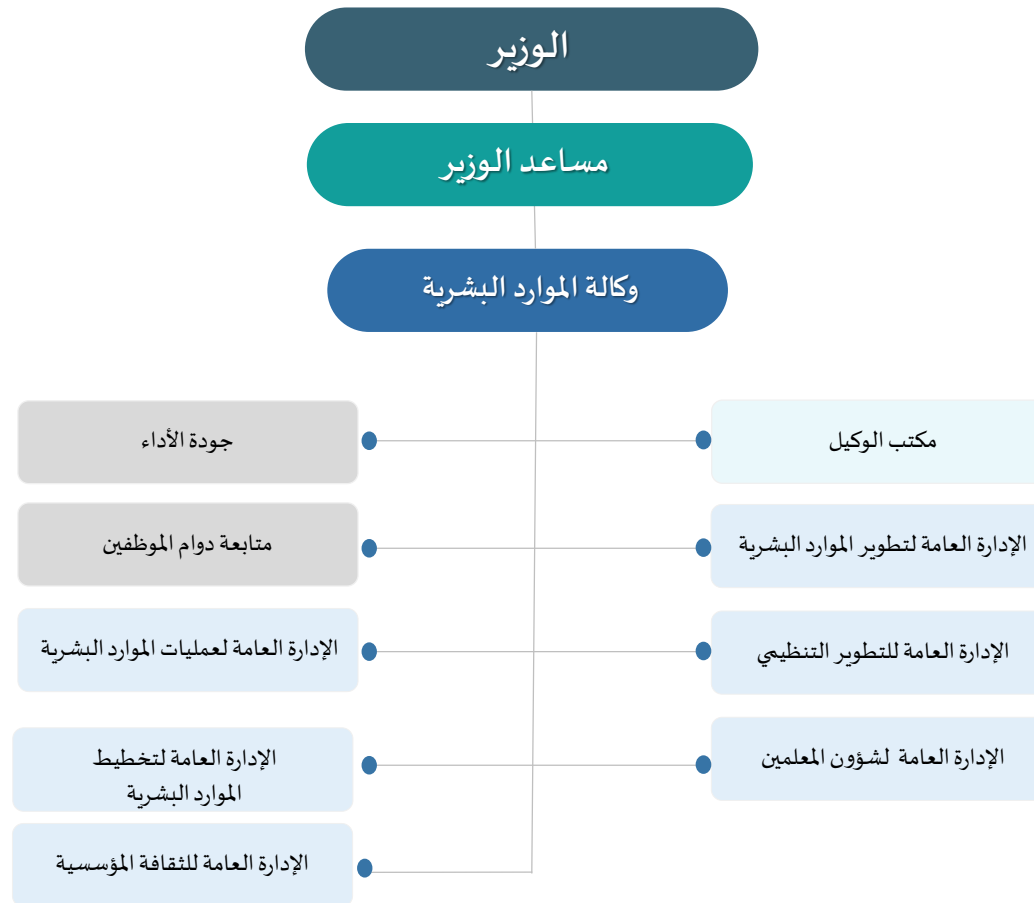 الوزير
مساعد الوزير
وكالة الموارد البشرية
مكتب الوكيل
جودة الأداء
الإدارة العامة لتطوير الموارد البشرية
متابعة دوام الموظفين
الإدارة العامة للتطوير التنظيمي
الإدارة العامة لعمليات الموارد البشرية
الإدارة العامة لشؤون المعلمين
الإدارة العامة لتخطيط
الموارد البشرية
الإدارة العامة للثقافة المؤسسية